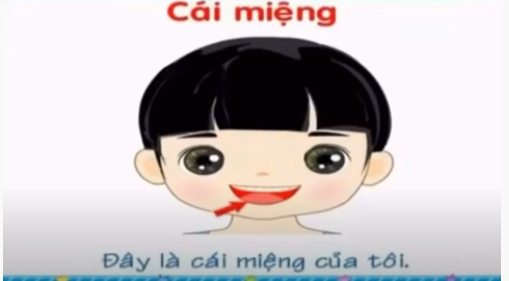 Cái miệng
Đây là cái miệng của tôi.